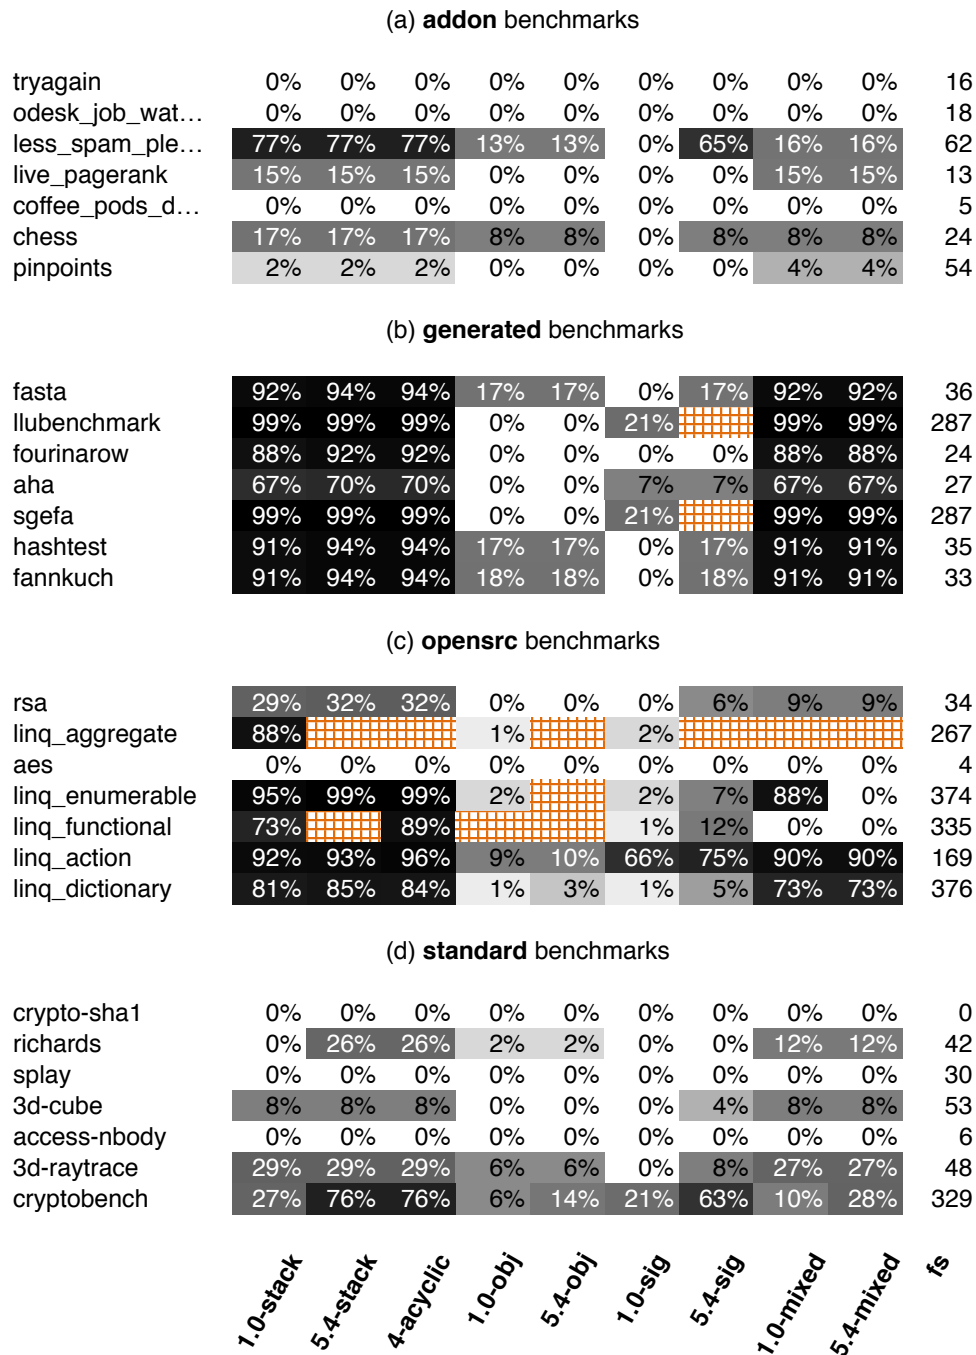 (a) addon benchmarks
tryagain 0% 0% 0% 0% 0% 0% 0% 0% 0% 16
odesk_job_wat… 0% 0% 0% 0% 0% 0% 0% 0% 0% 18
less_spam_ple… 77% 77% 77% 13% 13% 0% 65% 16% 16% 62
live_pagerank 15% 15% 15% 0% 0% 0% 0% 15% 15% 13
coffee_pods_d… 0% 0% 0% 0% 0% 0% 0% 0% 0% 5
chess 17% 17% 17% 8% 8% 0% 8% 8% 8% 24
pinpoints 2% 2% 2% 0% 0% 0% 0% 4% 4% 54
(b) generated benchmarks
fasta 92% 94% 94% 17% 17% 0% 17% 92% 92% 36
llubenchmark 99% 99% 99% 0% 0% 21% 99% 99% 287
fourinarow 88% 92% 92% 0% 0% 0% 0% 88% 88% 24
aha 67% 70% 70% 0% 0% 7% 7% 67% 67% 27
sgefa 99% 99% 99% 0% 0% 21% 99% 99% 287
hashtest 91% 94% 94% 17% 17% 0% 17% 91% 91% 35
fannkuch 91% 94% 94% 18% 18% 0% 18% 91% 91% 33
(c) opensrc benchmarks
rsa 29% 32% 32% 0% 0% 0% 6% 9% 9% 34
linq_aggregate 88% 1% 2% 267
aes 0% 0% 0% 0% 0% 0% 0% 0% 0% 4
linq_enumerable 95% 99% 99% 2% 2% 7% 88% 0% 374
linq_functional 73% 89% 1% 12% 0% 0% 335
linq_action 92% 93% 96% 9% 10% 66% 75% 90% 90% 169
linq_dictionary 81% 85% 84% 1% 3% 1% 5% 73% 73% 376
(d) standard benchmarks
crypto-sha1 0% 0% 0% 0% 0% 0% 0% 0% 0% 0
richards 0% 26% 26% 2% 2% 0% 0% 12% 12% 42
splay 0% 0% 0% 0% 0% 0% 0% 0% 0% 30
3d-cube 8% 8% 8% 0% 0% 0% 4% 8% 8% 53
access-nbody 0% 0% 0% 0% 0% 0% 0% 0% 0% 6
3d-raytrace 29% 29% 29% 6% 6% 0% 8% 27% 27% 48
cryptobench 27% 76% 76% 6% 14% 21% 63% 10% 28% 329
1.0-stack 5.4-stack 4-acyclic 1.0-obj 5.4-obj 1.0-sig 5.4-sig 1.0-mixed 5.4-mixed fs